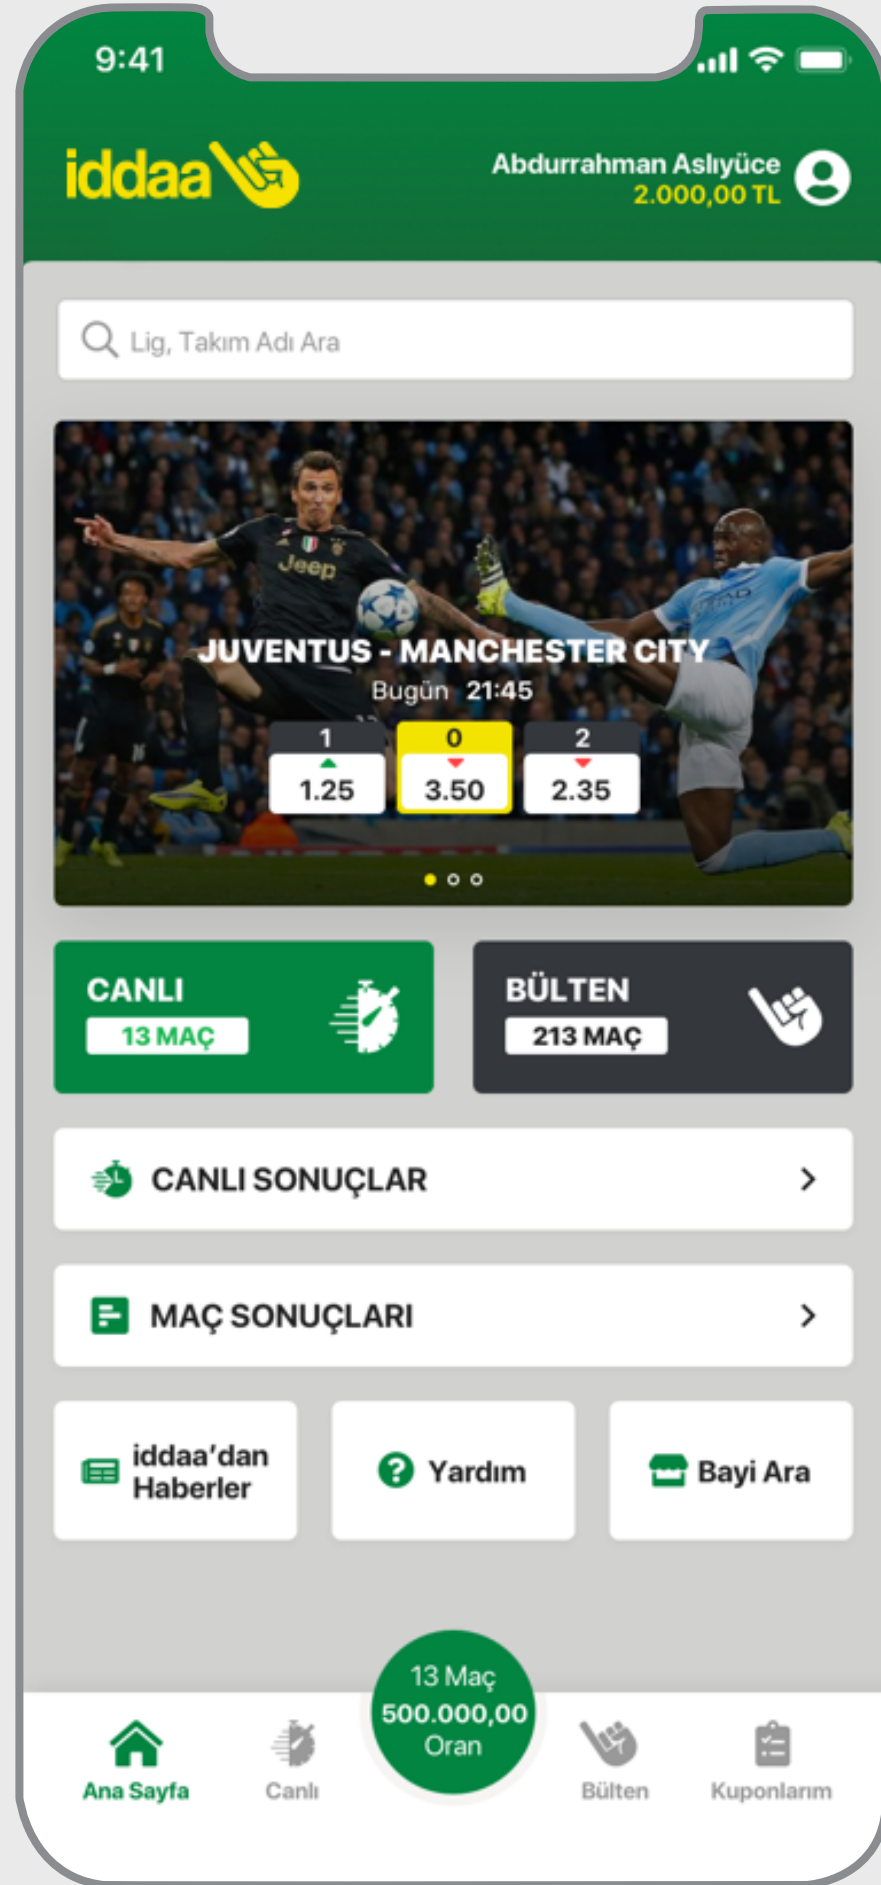 9:41
iddaa
Abdurrahman Aslıyüce
2.000,00 TL
Lig, Takım Adı Ara
Jeep
JUVENTUS - MANCHESTER CITY
Bugün 21:45
1 0 2
1.25 3.50 2.35
CANLI
13 MAÇ
BÜLTEN
213 MAÇ
CANLI SONUÇLAR
MAÇ SONUÇLARI
iddaa'dan
Haberler
Yardım
Bayi Ara
13 Maç
500.000,00
Oran
Ana Sayfa
Canlı
Bülten
Kuponlarım